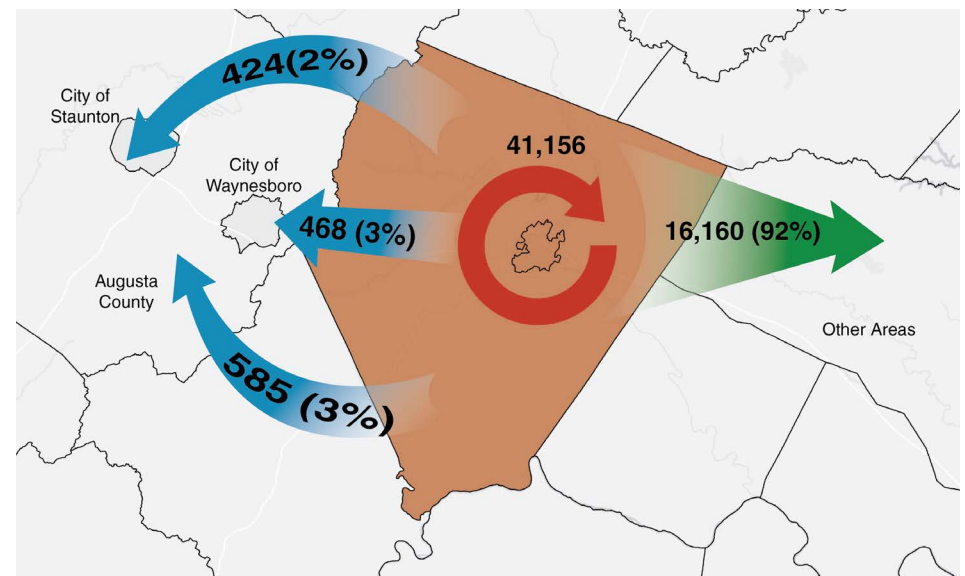 424(2%)
City of
Staunton
41,156
City of
Waynesboro
468 (3%)
16,160 (92%)
Augusta
County
Other Areas
585 (3%)